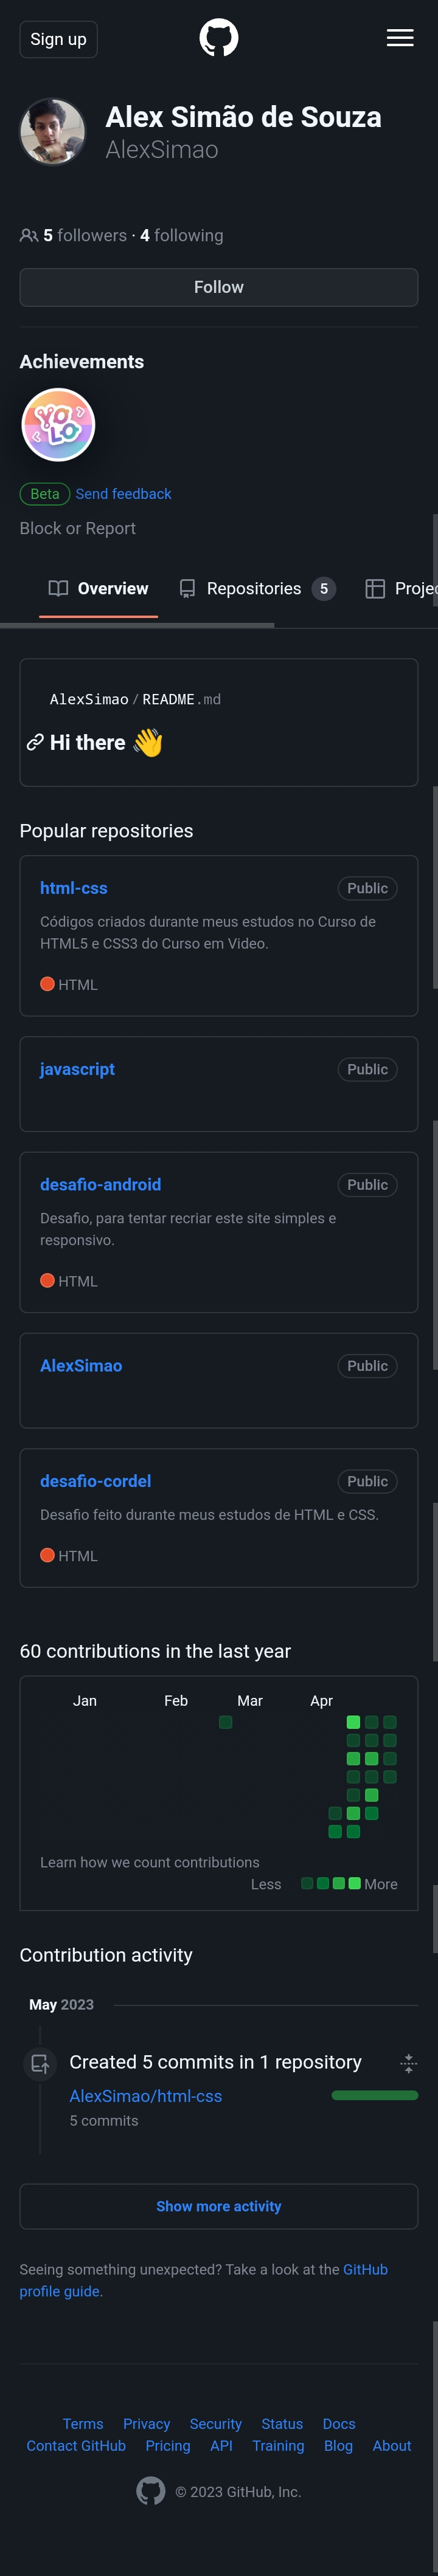 Sign up
Alex Simão de Souza
AlexSimao
5 followers · 4 following
Follow
Achievements
YOLO
Beta Send feedback
Block or Report
Overview Repositories 5 Projec
AlexSimao / README.md
Hi there 👋
Popular repositories
html-css Public
Códigos criados durante meus estudos no Curso de
HTML5 e CSS3 do Curso em Video.
HTML
javascript Public
desafio-android Public
Desafio, para tentar recriar este site simples e
responsivo.
HTML
AlexSimao Public
desafio-cordel Public
Desafio feito durante meus estudos de HTML e CSS.
HTML
60 contributions in the last year
Jan Feb Mar Apr
Learn how we count contributions
Less More
Contribution activity
May 2023
Created 5 commits in 1 repository
AlexSimao/html-css
5 commits
Show more activity
Seeing something unexpected? Take a look at the GitHub
profile guide.
Terms Privacy Security Status Docs
Contact GitHub Pricing API Training Blog About
© 2023 GitHub, Inc.